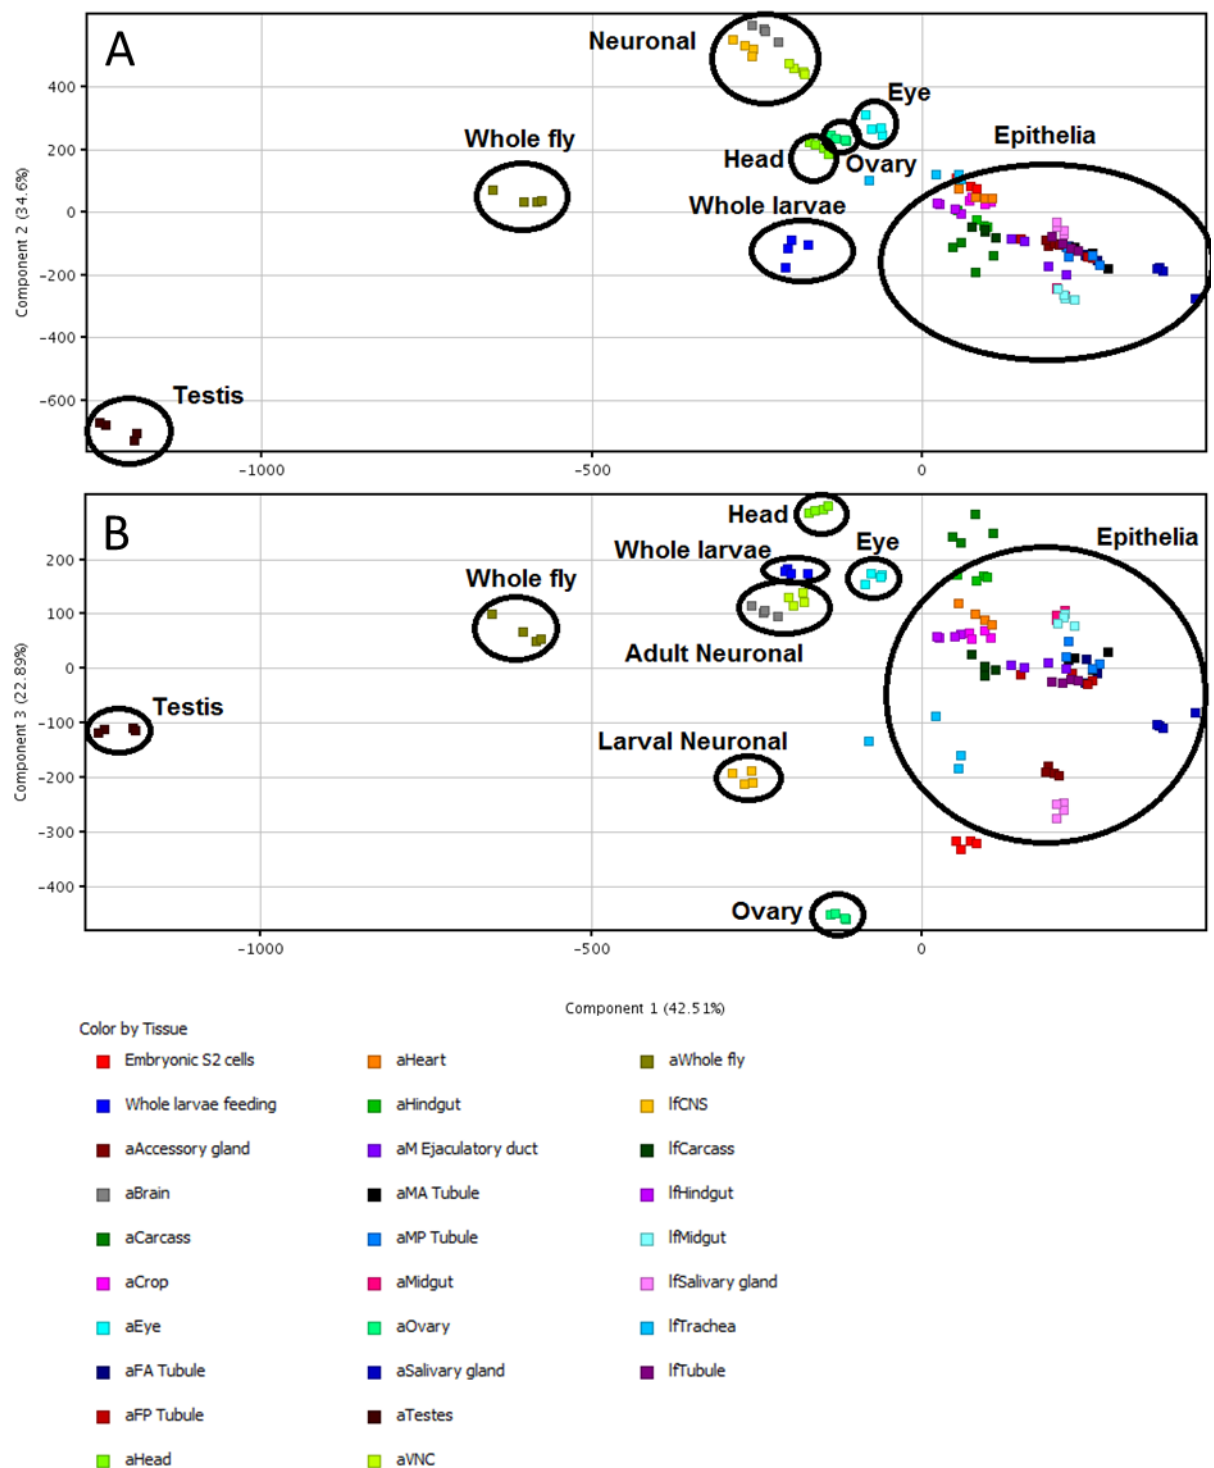 A
Neuronal
Eye
Whole fly
Epithelia
Head
Ovary
Whole larvae
Testis
Component 2 (34.6%)
400
200
0
−200
−400
−600
−1000
−500
0
B
Head
Epithelia
Whole larvae
Eye
Whole fly
Adult Neuronal
Testis
Larval Neuronal
Ovary
Component 3 (22.89%)
200
100
0
−100
−200
−300
−400
−1000
−500
0
Component 1 (42.51%)
Color by Tissue
Embryonic S2 cells
Whole larvae feeding
aAccessory gland
aBrain
aCarcass
aCrop
aEye
aFA Tubule
aFP Tubule
aHead
aHeart
aHindgut
aM Ejaculatory duct
aMA Tubule
aMP Tubule
aMidgut
aOvary
aSalivary gland
aTestes
aVNC
aWhole fly
lfCNS
lfCarcass
lfHindgut
lfMidgut
lfSalivary gland
lfTrachea
lfTubule